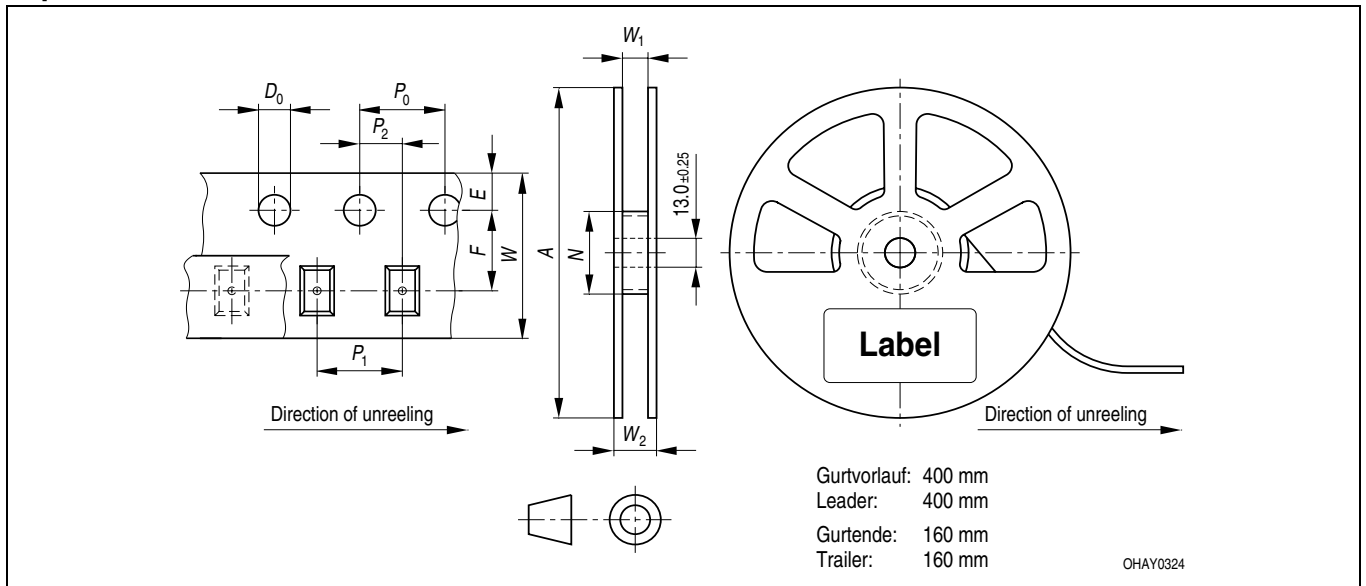 W₁
D₀
P₀
P₂
E
F
W
A
N
13.0±0.25
Label
P₁
Direction of unreeling
W₂
Direction of unreeling
Gurtvorlauf: 400 mm
Leader: 400 mm
Gurtende: 160 mm
Trailer: 160 mm
OHAY0324